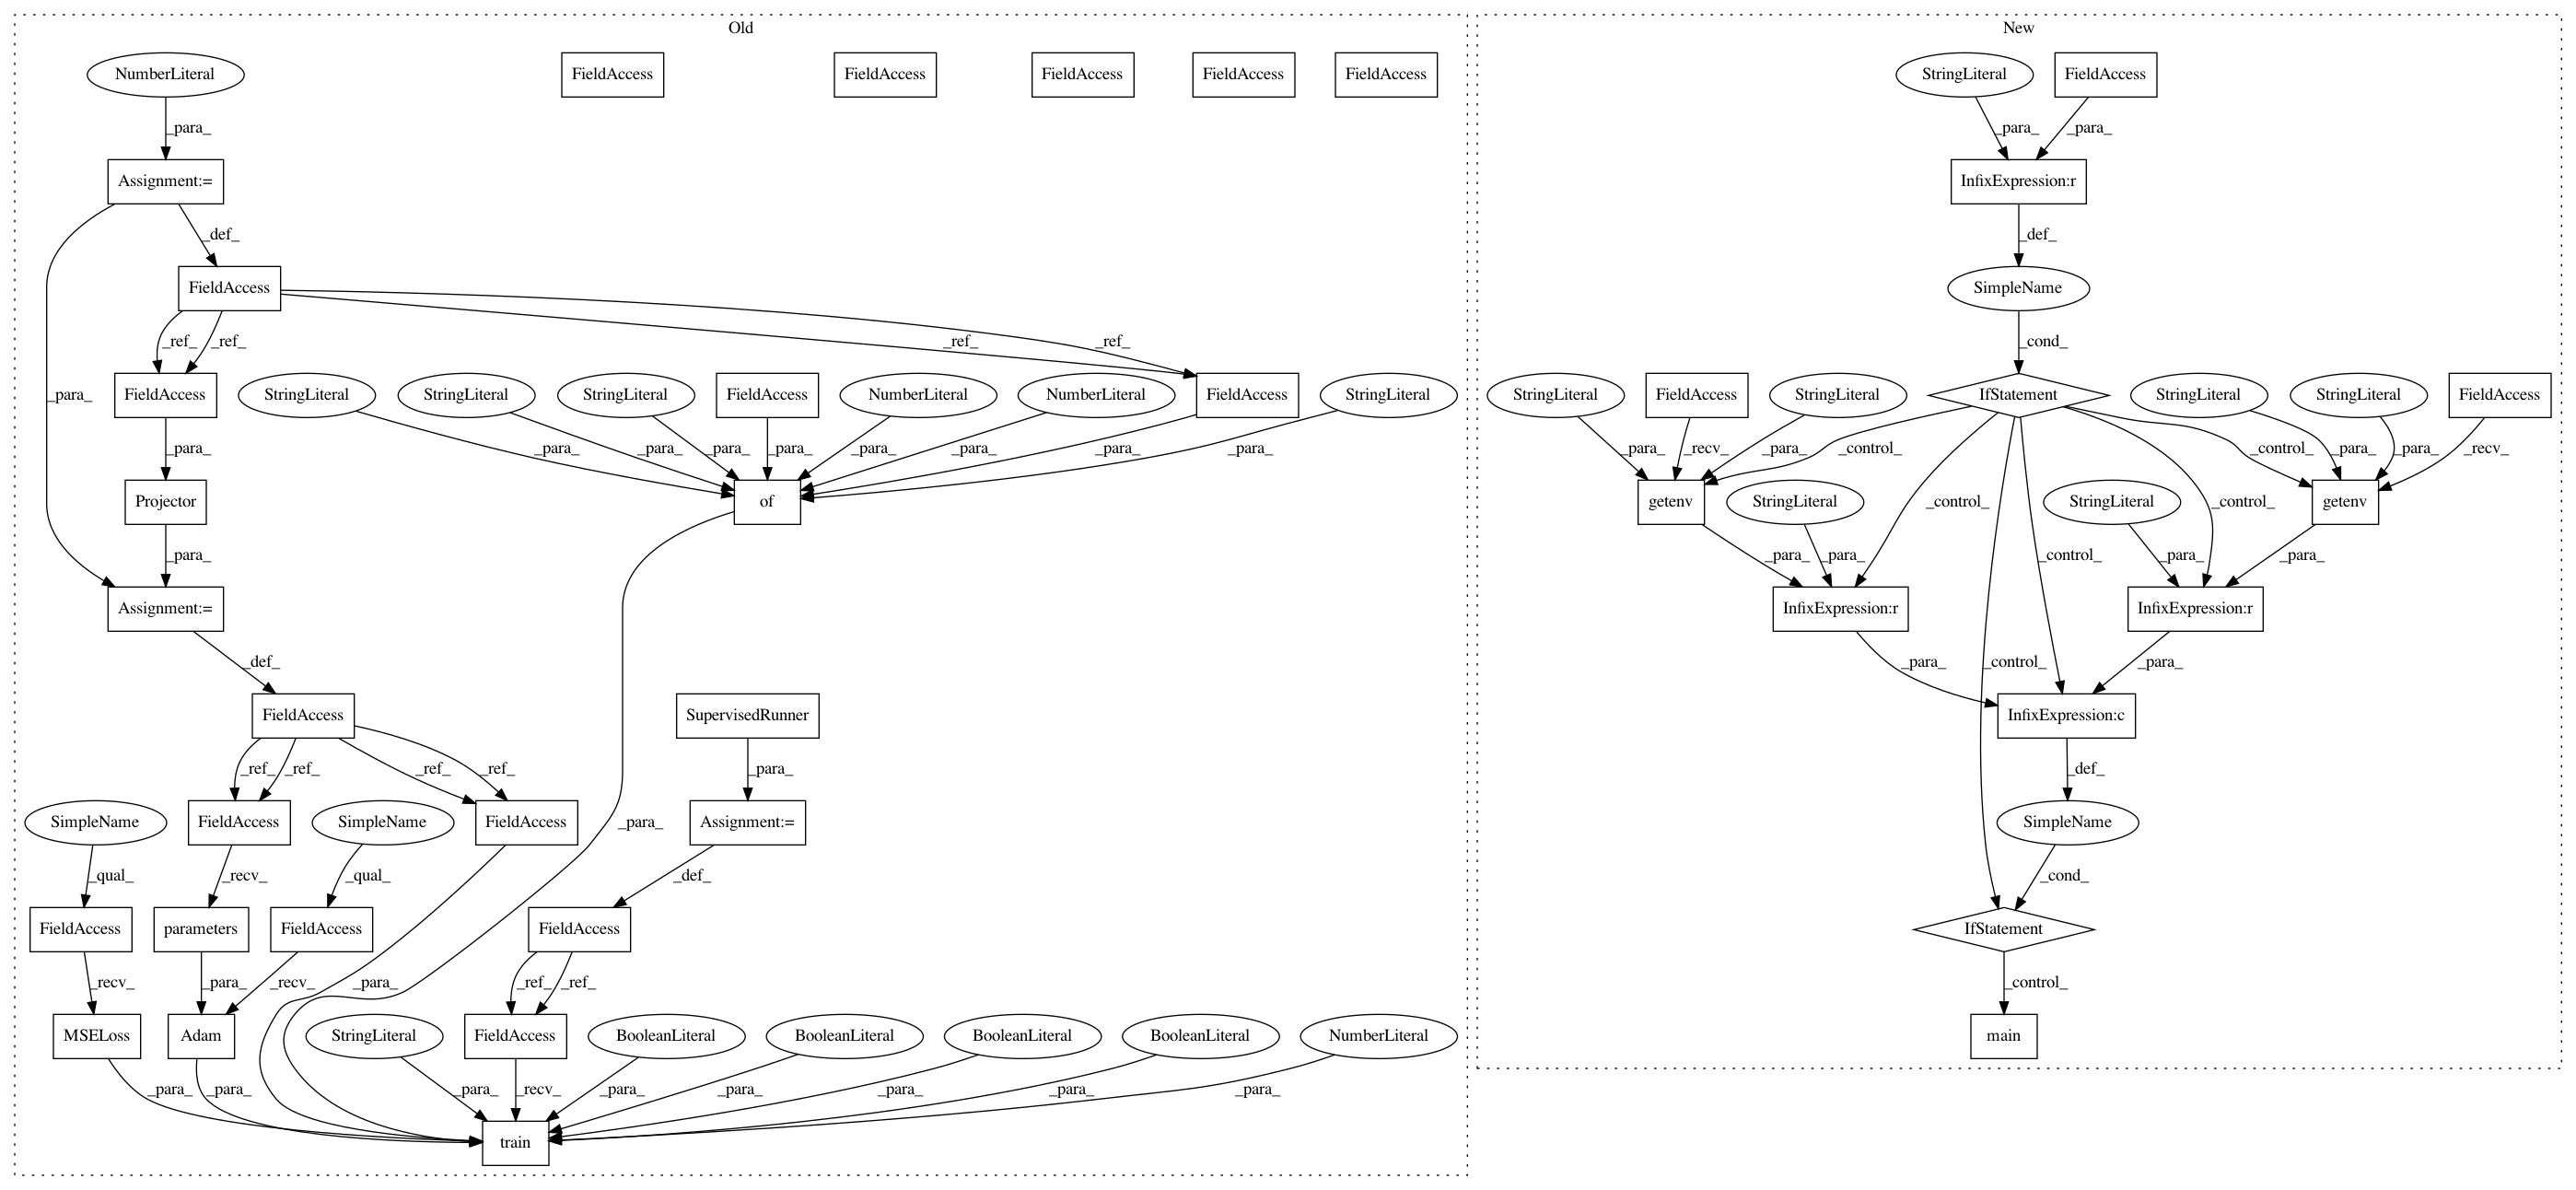 Old
New
NumberLiteral
FieldAccess
FieldAccess
FieldAccess
FieldAccess
FieldAccess
StringLiteral
FieldAccess
_para_
_para_
_para_
Assignment:=
InfixExpression:r
_def_
_def_
FieldAccess
SimpleName
_ref_
_ref_
_ref_
_ref_
_cond_
_para_
FieldAccess
StringLiteral
StringLiteral
StringLiteral
FieldAccess
NumberLiteral
NumberLiteral
FieldAccess
StringLiteral
StringLiteral
FieldAccess
StringLiteral
IfStatement
StringLiteral
StringLiteral
FieldAccess
_para_
_para_
_para_
_para_
_para_
_para_
_para_
_para_
_para_
_para_
_recv_
_para_
_control_
_control_
_para_
_para_
_recv_
Projector
of
getenv
StringLiteral
_control_
_control_
StringLiteral
getenv
_para_
_para_
_para_
_control_
_para_
_para_
Assignment:=
InfixExpression:r
InfixExpression:r
_def_
_para_
_control_
_para_
FieldAccess
SupervisedRunner
InfixExpression:c
_ref_
_ref_
_ref_
_ref_
_para_
_def_
SimpleName
FieldAccess
SimpleName
FieldAccess
_para_
Assignment:=
SimpleName
_qual_
_recv_
_qual_
_def_
_cond_
FieldAccess
parameters
FieldAccess
FieldAccess
IfStatement
_recv_
_para_
_recv_
_para_
_ref_
_ref_
_control_
MSELoss
Adam
StringLiteral
FieldAccess
BooleanLiteral
BooleanLiteral
BooleanLiteral
BooleanLiteral
NumberLiteral
main
_para_
_para_
_para_
_recv_
_para_
_para_
_para_
_para_
_para_
train